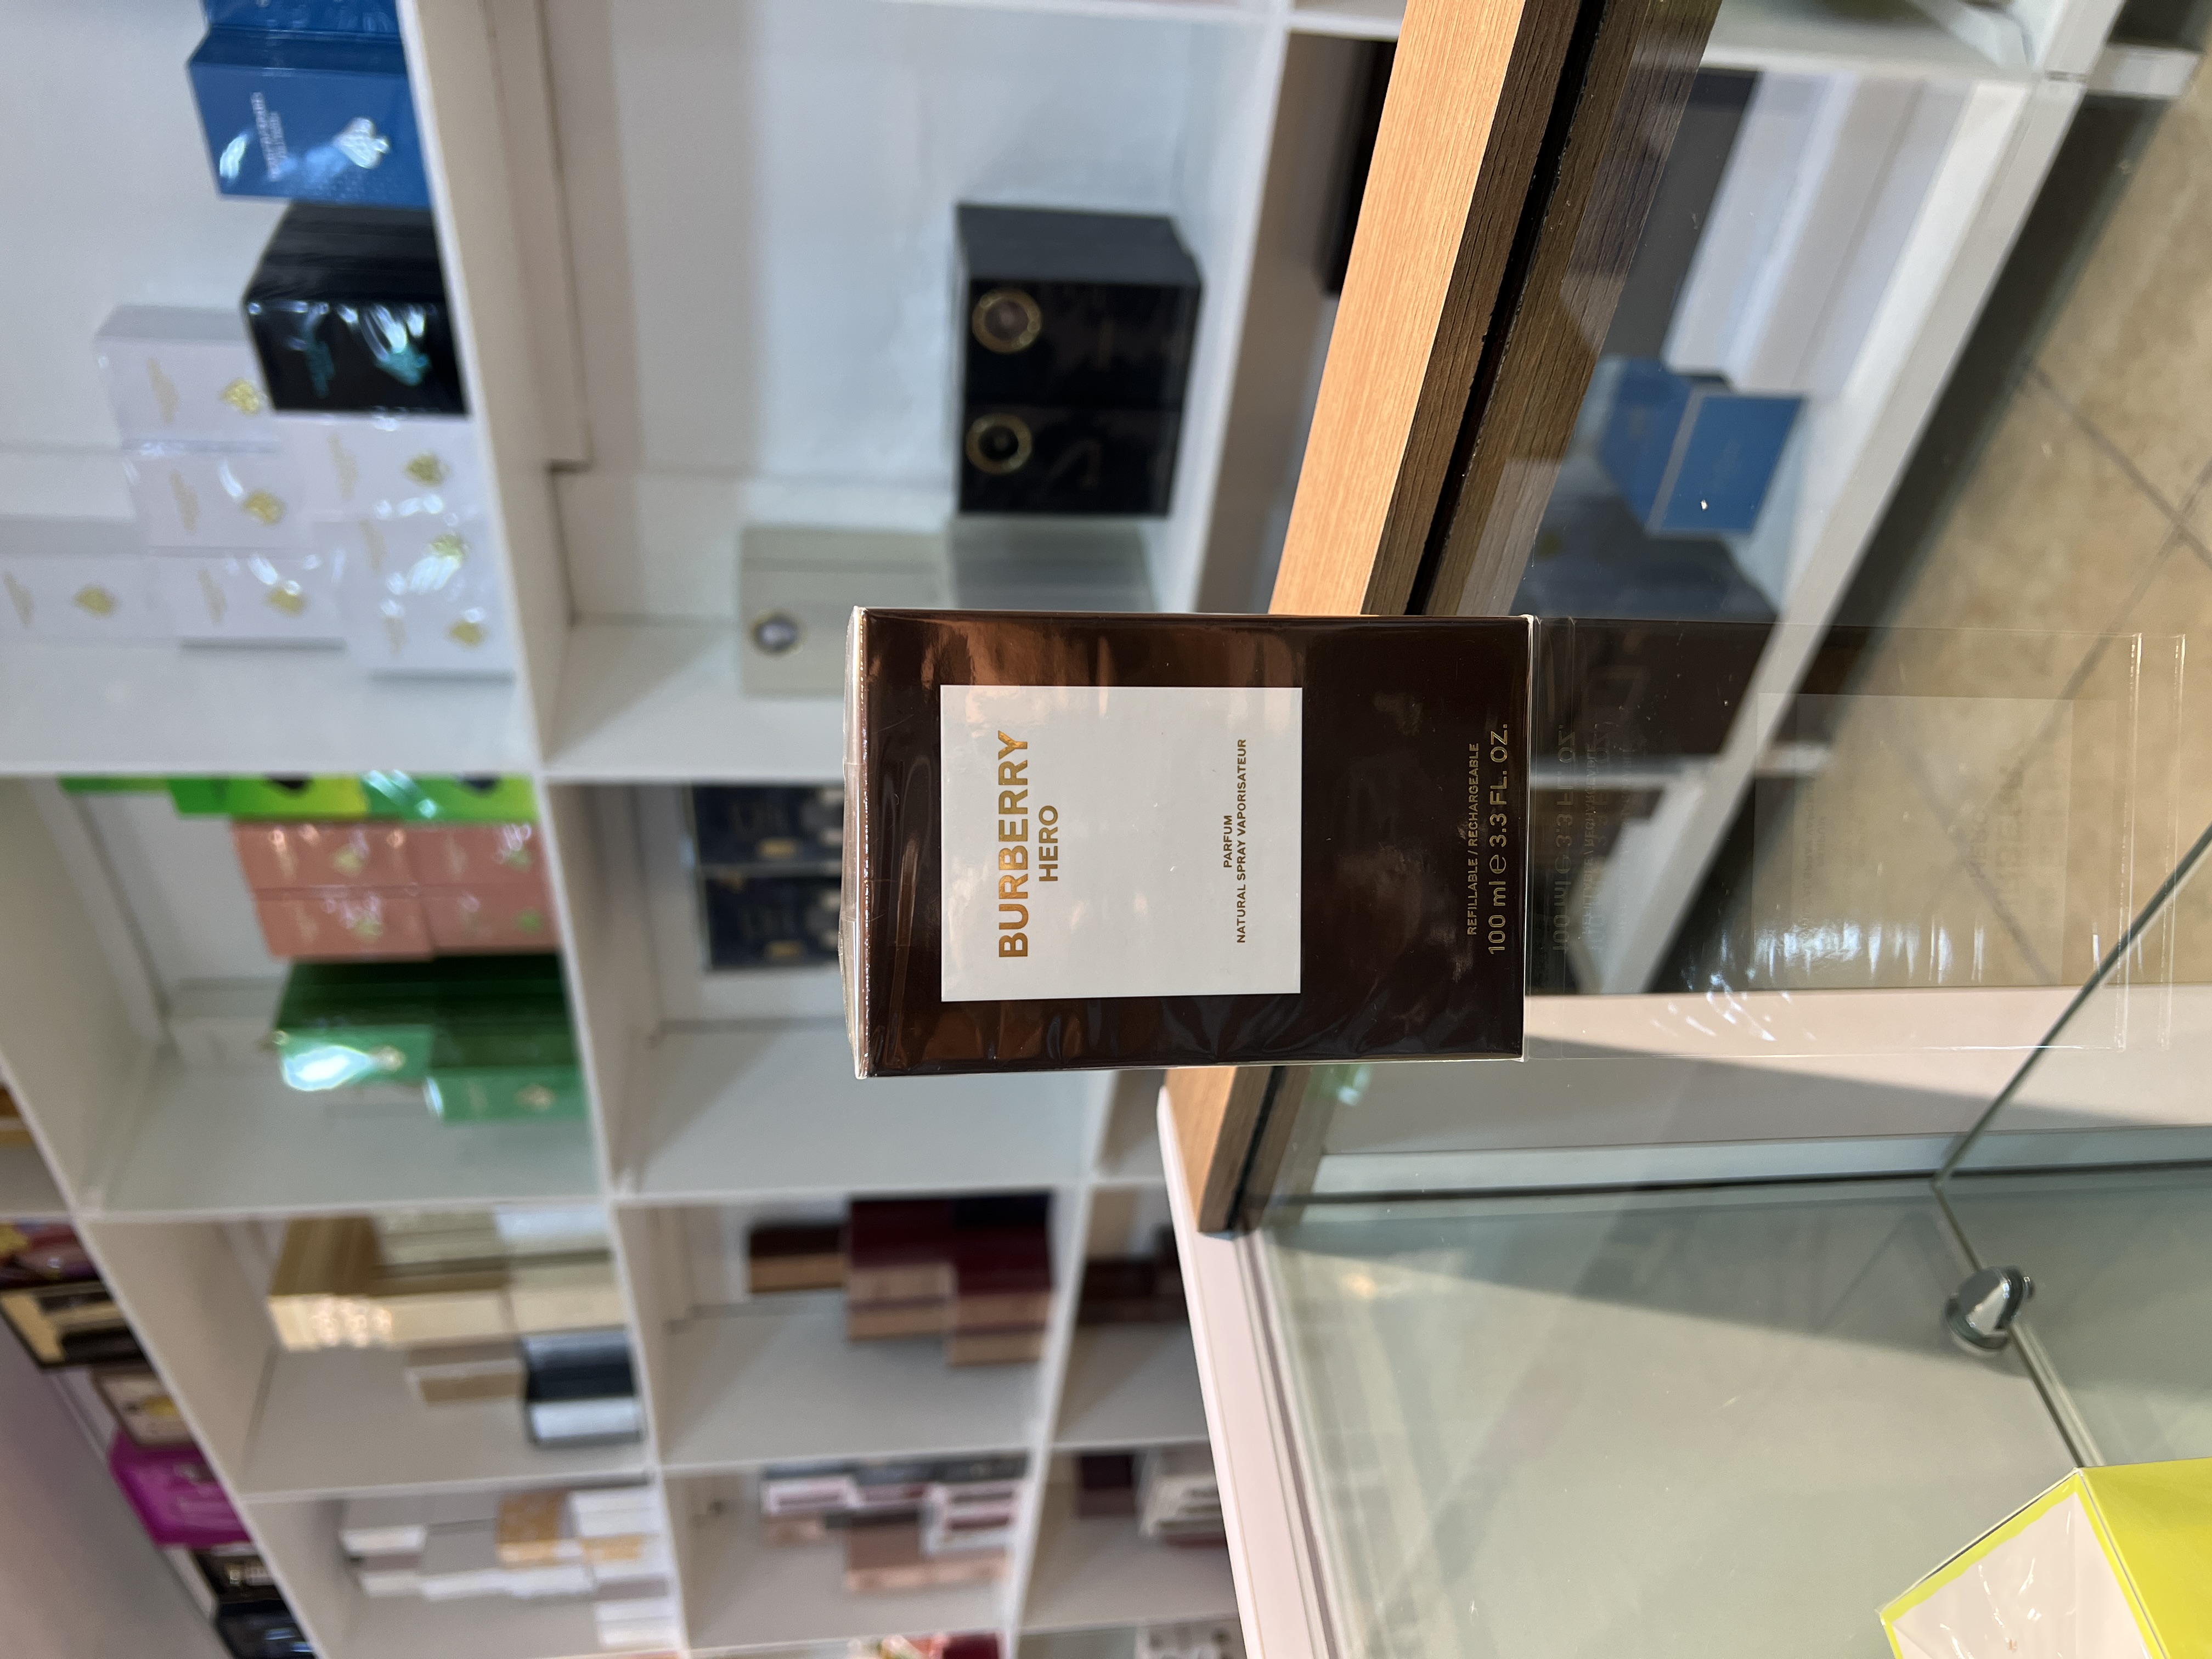 BURBERRY
HERO
PARFUM
NATURAL SPRAY VAPORISATEUR
REFILLABLE / RECHARGEABLE
100 ml ℮ 3.3 FL. OZ.